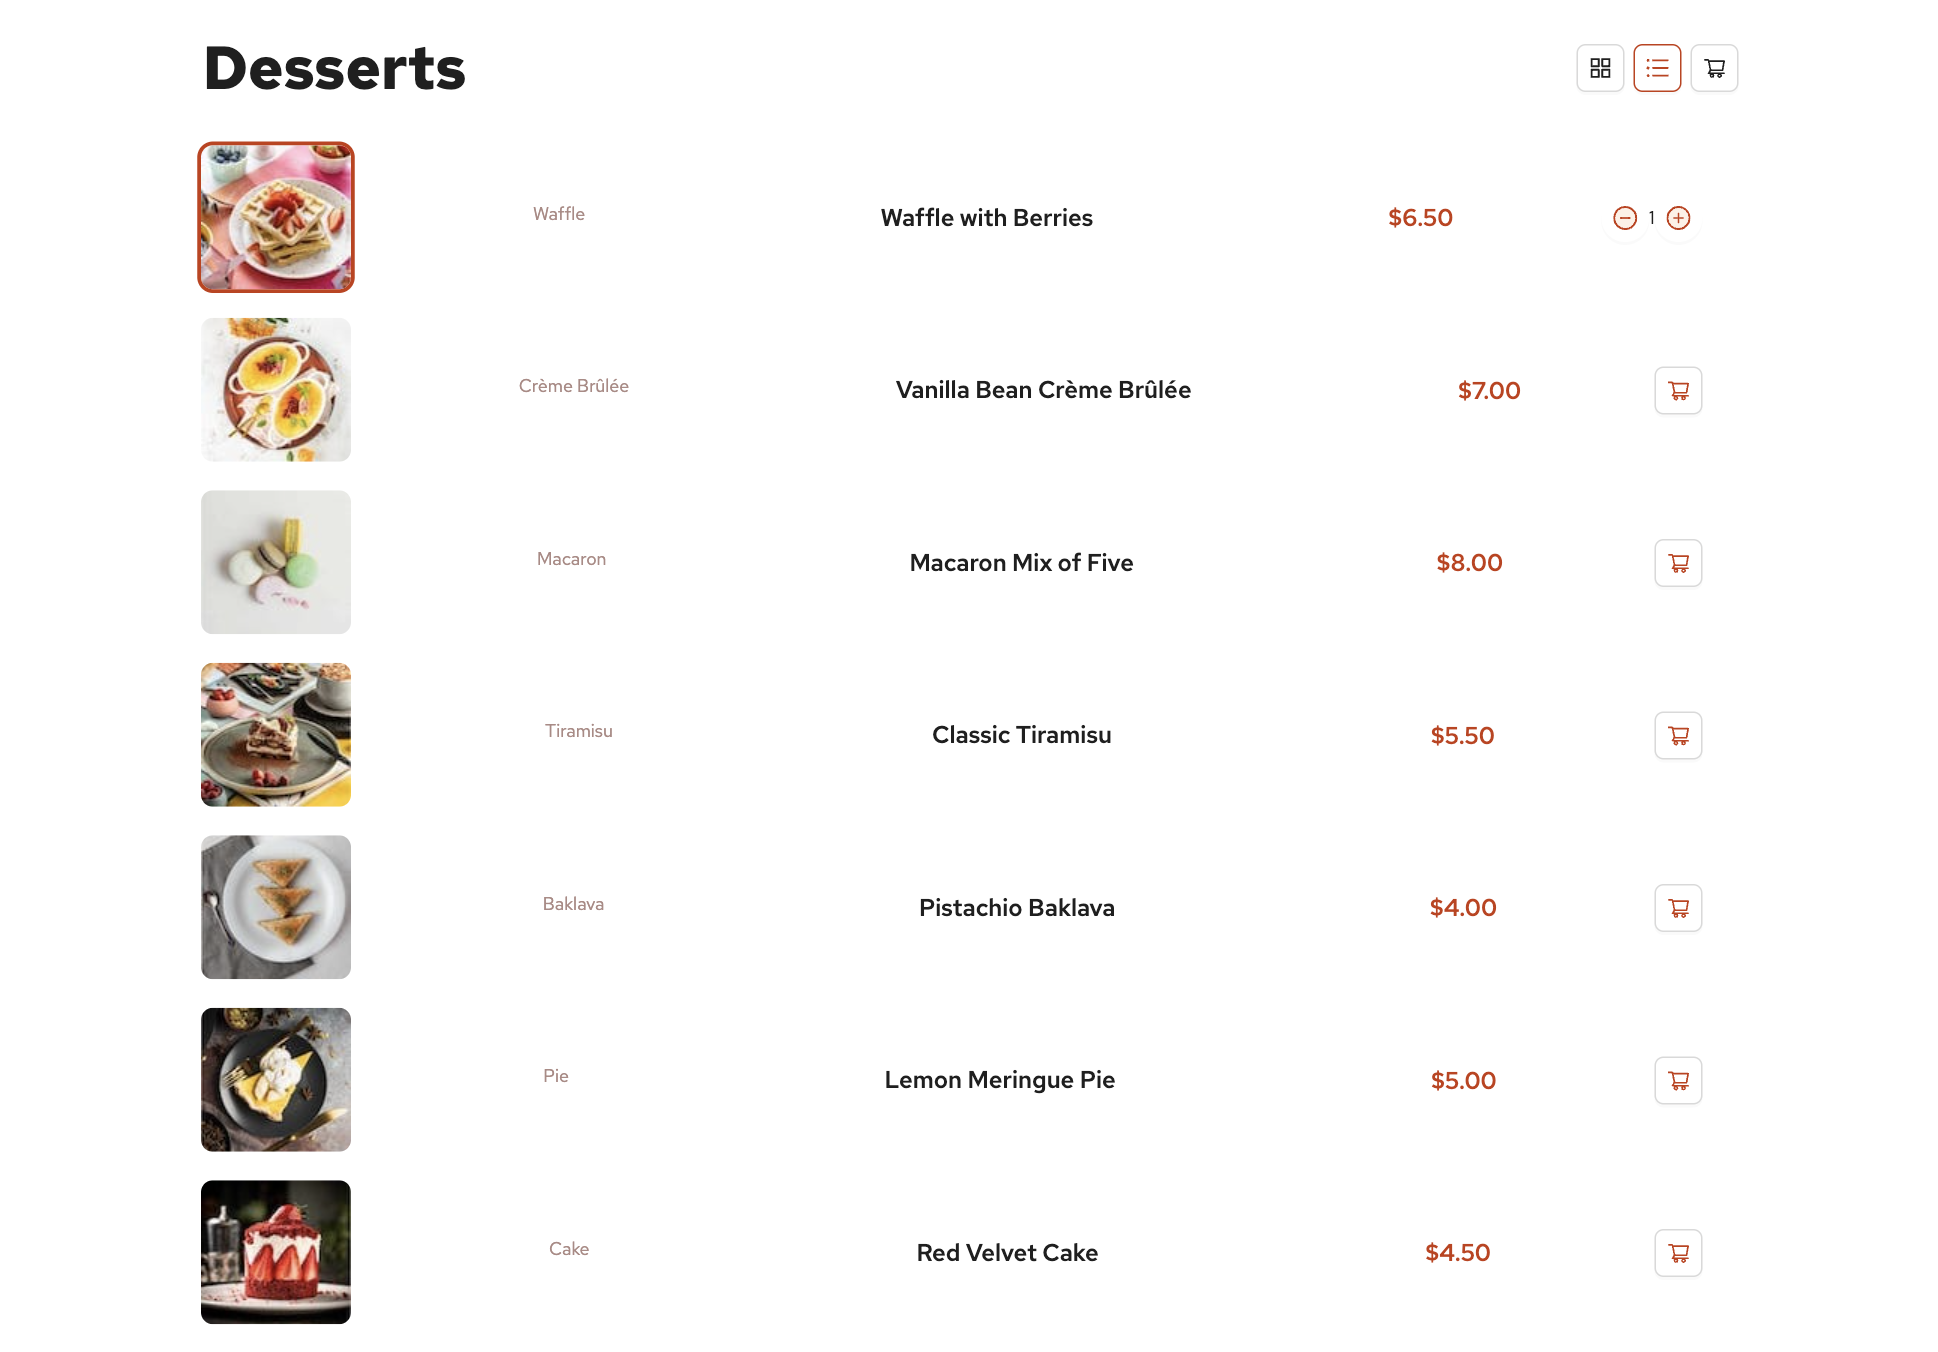 Desserts
Waffle Waffle with Berries $6.50 1
Crème Brûlée Vanilla Bean Crème Brûlée $7.00
Macaron Macaron Mix of Five $8.00
Tiramisu Classic Tiramisu $5.50
Baklava Pistachio Baklava $4.00
Pie Lemon Meringue Pie $5.00
Cake Red Velvet Cake $4.50